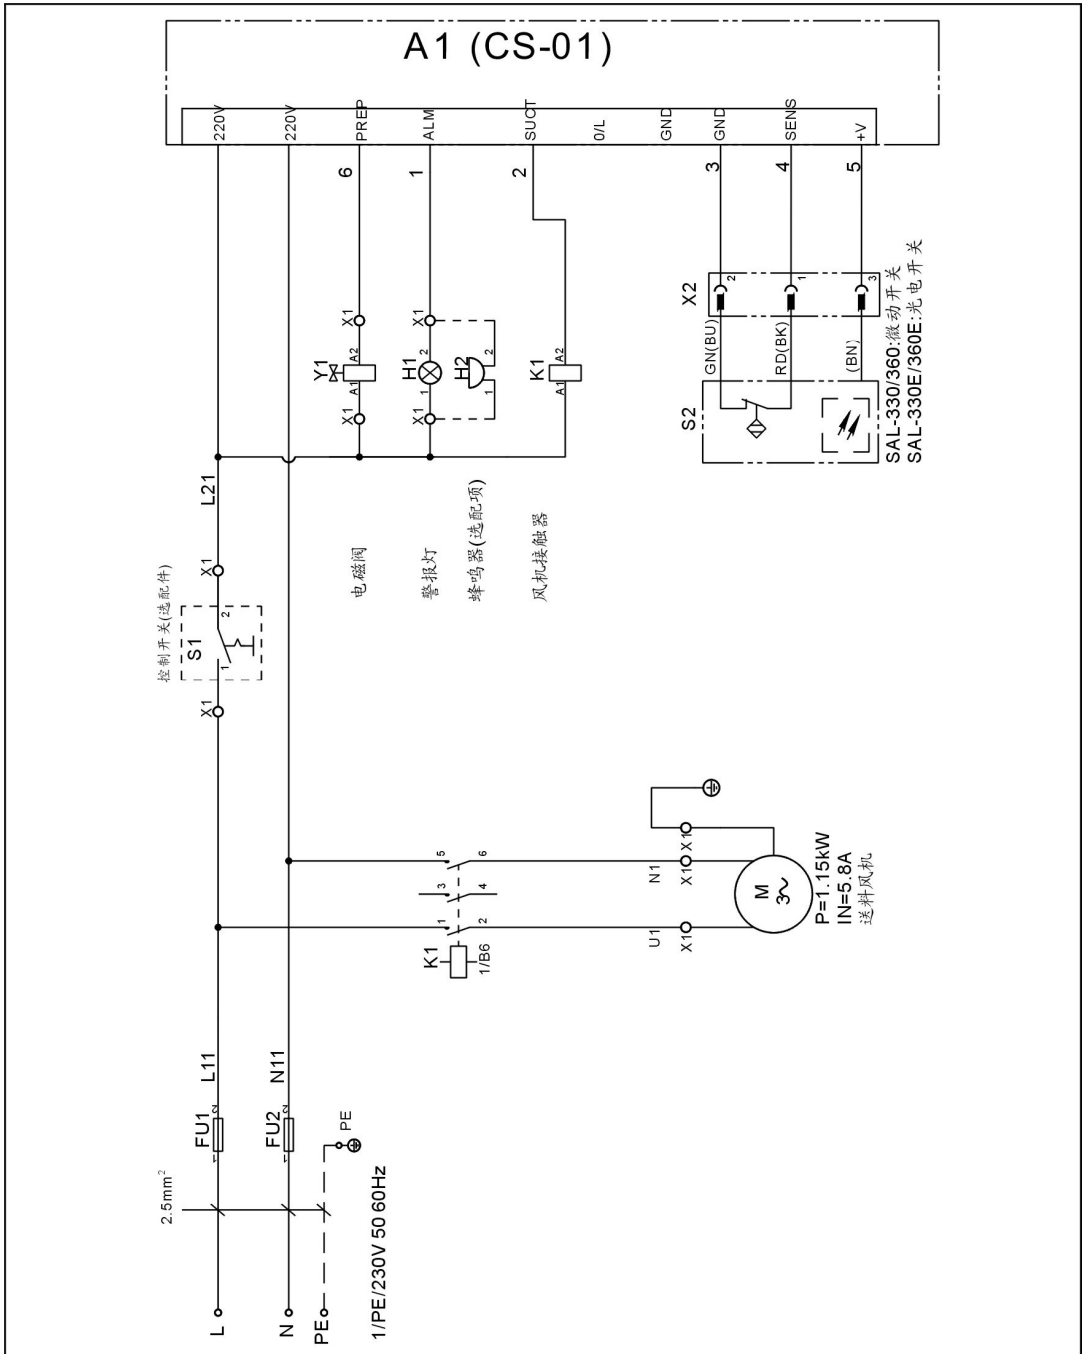 A1 (CS-01)
220V
220V
PREP
ALM
SUCT
0/L
GND
GND
SENS
+V
6
1
2
3
4
5
X1
X1
X2
2
1
3
Y1
A2
A1
H1
2
1
H2
2
1
K1
A2
A1
X1
X1
GN(BU)
RD(BK)
(BN)
S2
SAL-330/360:微动开关
SAL-330E/360E:光电开关
L21
电磁阀
警报灯
蜂鸣器(选配项)
风机接触器
X1
控制开关(选配件)
S1
2
1
X1
5
6
3
4
1
2
K1
1/B6
N1
X1
X1
U1
X1
M
3
P=1.15kW
IN=5.8A
送料风机
L11
N11
FU1
1
2
FU2
1
2
PE
2.5mm²
L
N
PE
1/PE/230V 50 60Hz